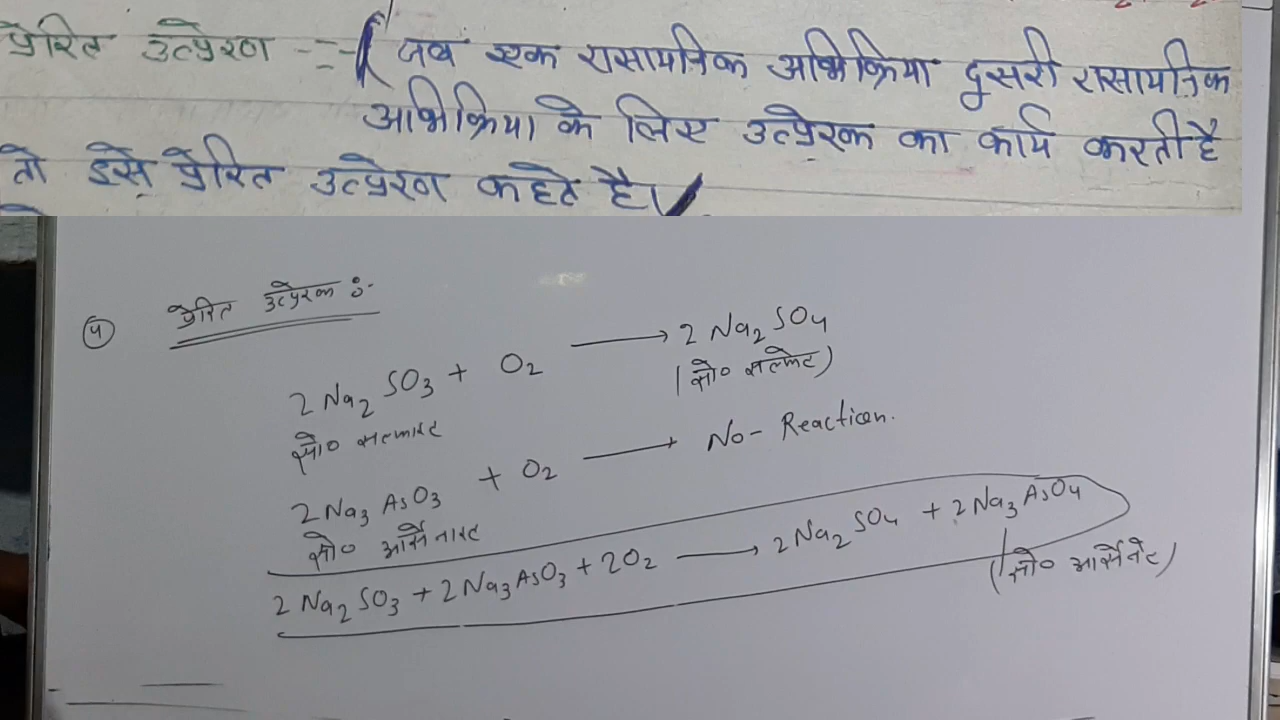 प्रेरित उत्प्रेरण :- जब एक रासायनिक अभिक्रिया दूसरी रासायनिक
अभिक्रिया के लिए उत्प्रेरक का कार्य करती है
तो इसे प्रेरित उत्प्रेरण कहते है।
(4) प्रेरित उत्प्रेरक :-
2 Na₂ SO₃ + O₂ ⟶ 2 Na₂ SO₄
सो० सल्फाइट (सो० सल्फेट)
2 Na₃ AsO₃ + O₂ ⟶ No- Reaction.
सो० आर्सेनाइट
2 Na₂ SO₃ + 2 Na₃ AsO₃ + 2O₂ ⟶ 2 Na₂ SO₄ + 2 Na₃ AsO₄
(सो० आर्सेनेट)